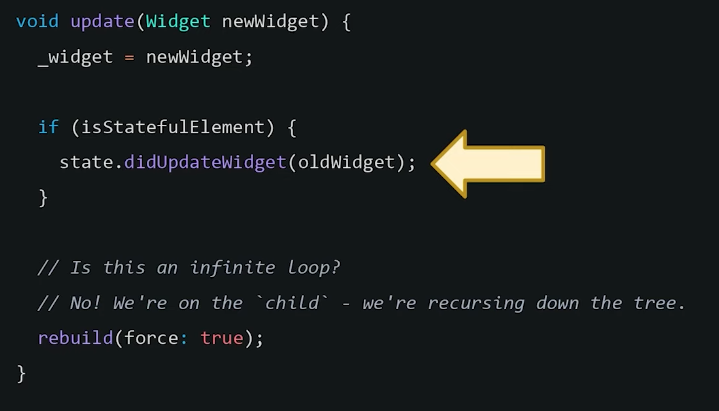 void update(Widget newWidget) {
_widget = newWidget;
if (isStatefulElement) {
state.didUpdateWidget(oldWidget);
}
// Is this an infinite loop?
// No! We're on the `child` - we're recursing down the tree.
rebuild(force: true);
}